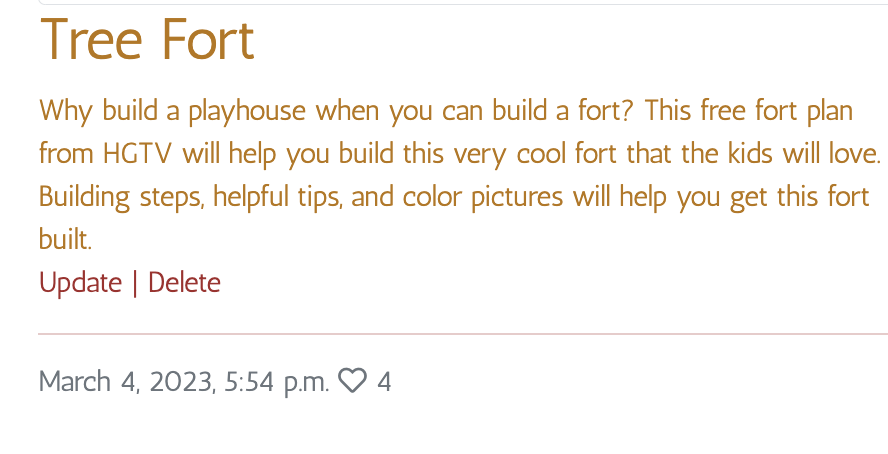 Tree Fort
Why build a playhouse when you can build a fort? This free fort plan
from HGTV will help you build this very cool fort that the kids will love.
Building steps, helpful tips, and color pictures will help you get this fort
built.
Update | Delete
March 4, 2023, 5:54 p.m. 4